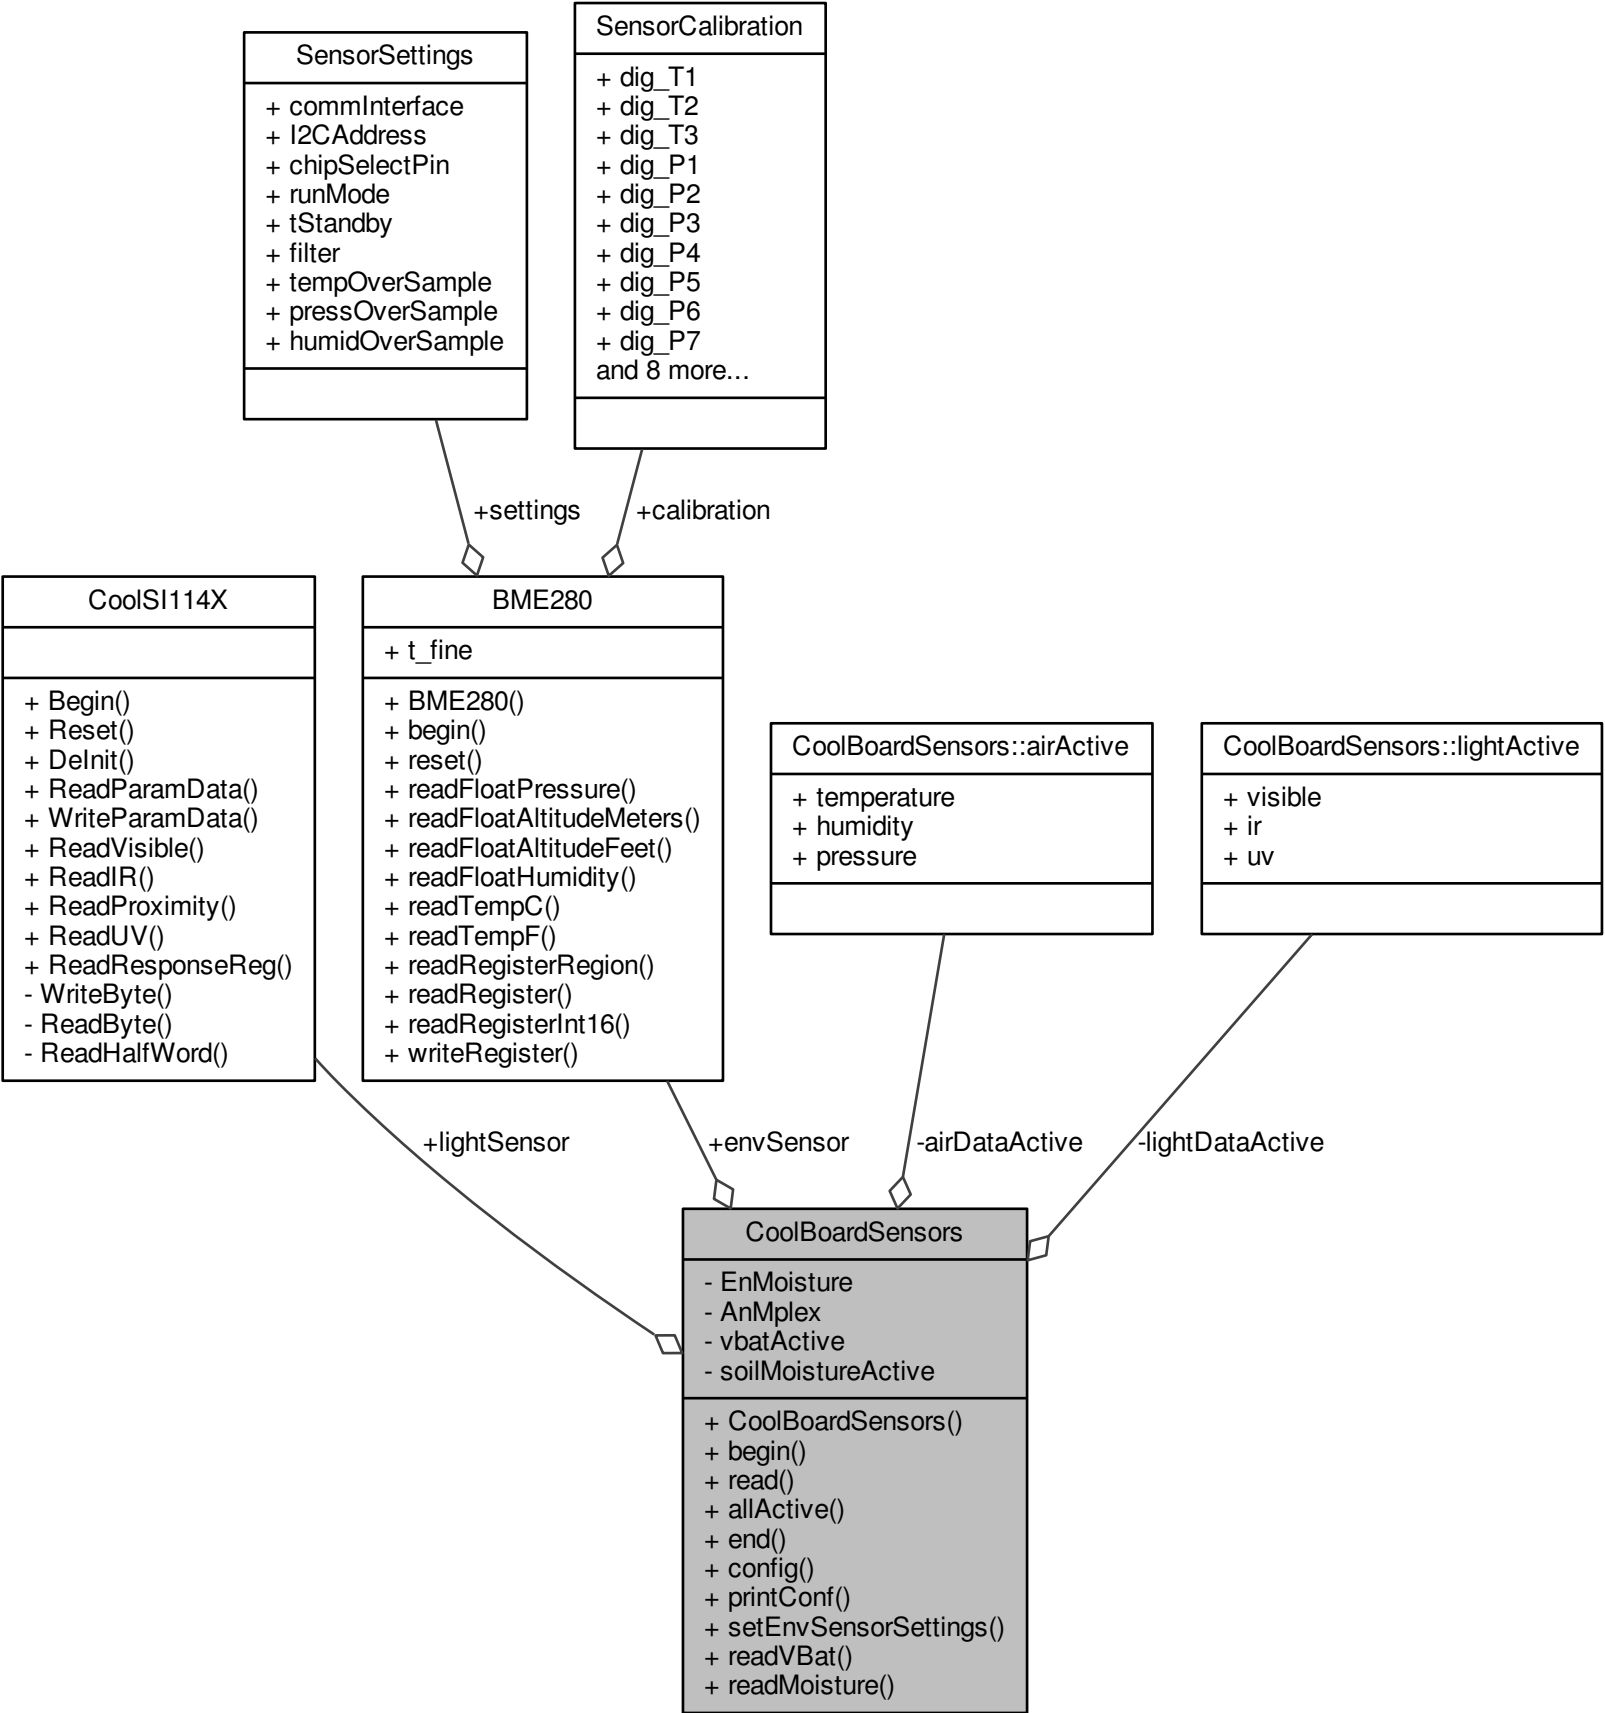 SensorSettings
+ commInterface
+ I2CAddress
+ chipSelectPin
+ runMode
+ tStandby
+ filter
+ tempOverSample
+ pressOverSample
+ humidOverSample
SensorCalibration
+ dig_T1
+ dig_T2
+ dig_T3
+ dig_P1
+ dig_P2
+ dig_P3
+ dig_P4
+ dig_P5
+ dig_P6
+ dig_P7
and 8 more...
+settings
+calibration
CoolSI114X
+ Begin()
+ Reset()
+ DeInit()
+ ReadParamData()
+ WriteParamData()
+ ReadVisible()
+ ReadIR()
+ ReadProximity()
+ ReadUV()
+ ReadResponseReg()
- WriteByte()
- ReadByte()
- ReadHalfWord()
BME280
+ t_fine
+ BME280()
+ begin()
+ reset()
+ readFloatPressure()
+ readFloatAltitudeMeters()
+ readFloatAltitudeFeet()
+ readFloatHumidity()
+ readTempC()
+ readTempF()
+ readRegisterRegion()
+ readRegister()
+ readRegisterInt16()
+ writeRegister()
CoolBoardSensors::airActive
+ temperature
+ humidity
+ pressure
CoolBoardSensors::lightActive
+ visible
+ ir
+ uv
+lightSensor
+envSensor
-airDataActive
-lightDataActive
CoolBoardSensors
- EnMoisture
- AnMplex
- vbatActive
- soilMoistureActive
+ CoolBoardSensors()
+ begin()
+ read()
+ allActive()
+ end()
+ config()
+ printConf()
+ setEnvSensorSettings()
+ readVBat()
+ readMoisture()